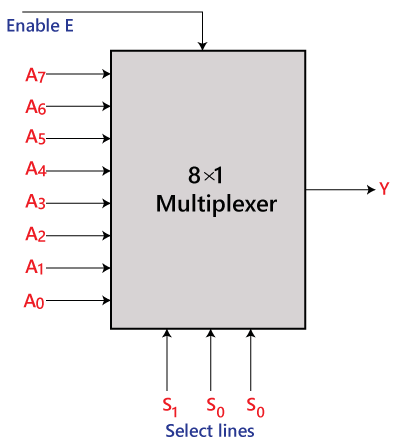 Enable E
A7
A6
A5
A4
A3
A2
A1
A0
8×1
Multiplexer
Y
S1 S0 S0
Select lines